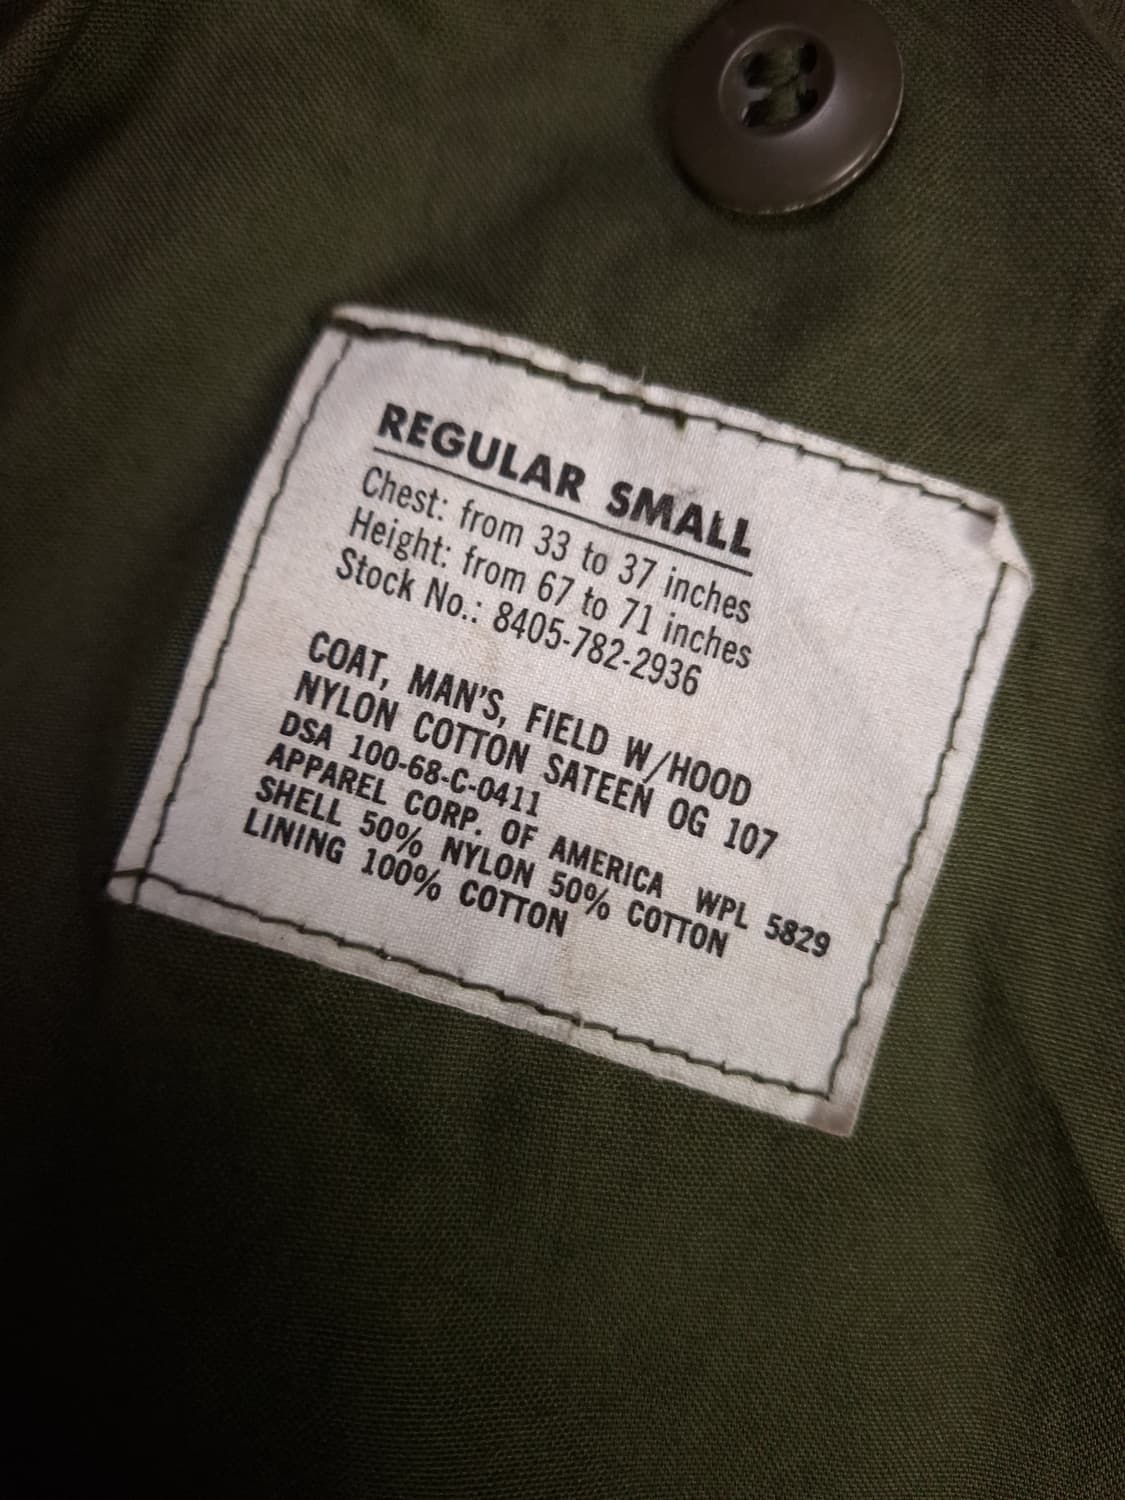 REGULAR SMALL
Chest: from 33 to 37 inches
Height: from 67 to 71 inches
Stock No.: 8405-782-2936
COAT, MAN'S, FIELD W/HOOD
NYLON COTTON SATEEN OG 107
DSA 100-68-C-0411
APPAREL CORP. OF AMERICA WPL 5829
SHELL 50% NYLON 50% COTTON
LINING 100% COTTON